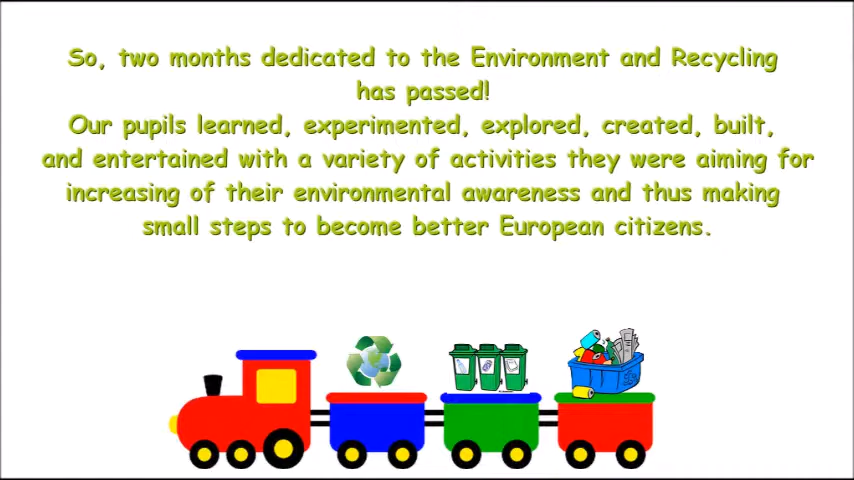 So, two months dedicated to the Environment and Recycling
has passed!
Our pupils learned, experimented, explored, created, built,
and entertained with a variety of activities they were aiming for
increasing of their environmental awareness and thus making
small steps to become better European citizens.